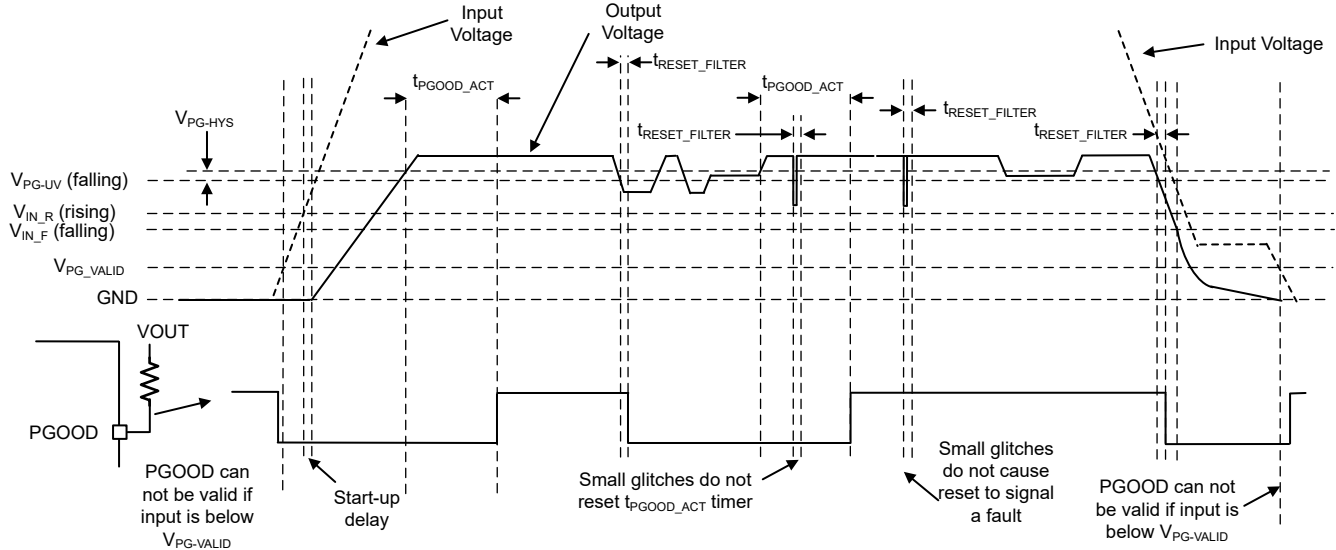 Input
Voltage
Output
Voltage
Input Voltage
tRESET_FILTER
tPGOOD_ACT
tPGOOD_ACT
tRESET_FILTER
tRESET_FILTER
tRESET_FILTER
VPG-HYS
VPG-UV (falling)
VIN_R (rising)
VIN_F (falling)
VPG_VALID
GND
VOUT
PGOOD
PGOOD can
not be valid if
input is below
VPG-VALID
Start-up
delay
Small glitches do not
reset tPGOOD_ACT timer
Small glitches
do not cause
reset to signal
a fault
PGOOD can not
be valid if input is
below VPG-VALID